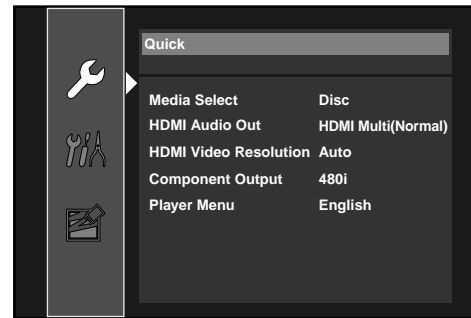 Quick
Media Select Disc
HDMI Audio Out HDMI Multi(Normal)
HDMI Video Resolution Auto
Component Output 480i
Player Menu English